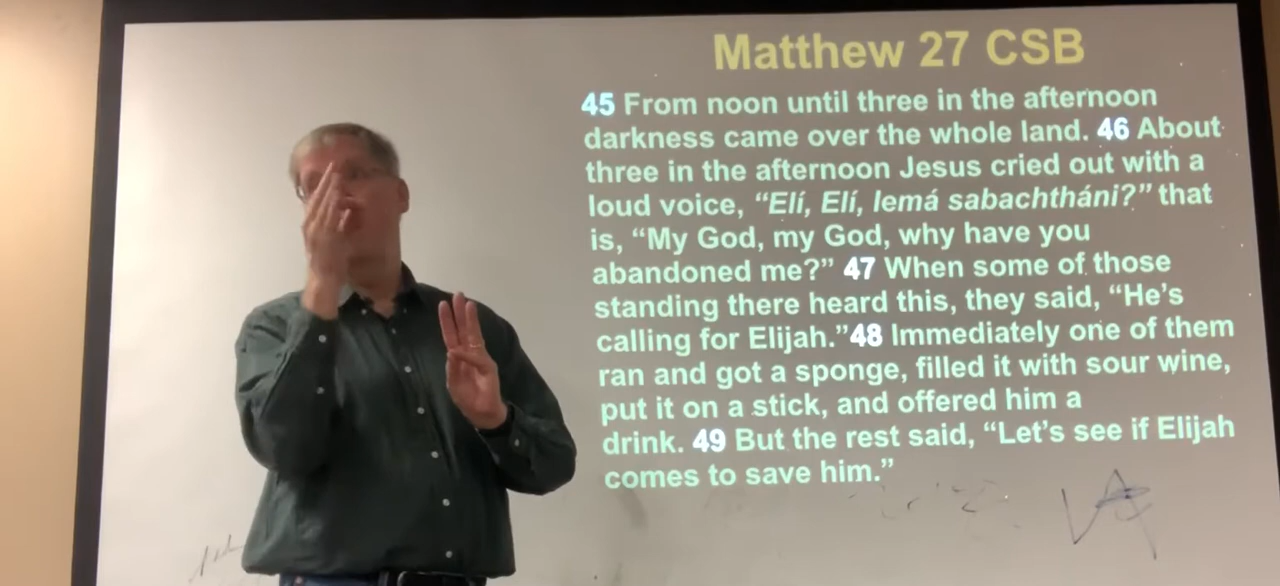 Matthew 27 CSB
45 From noon until three in the afternoon
darkness came over the whole land. 46 About
three in the afternoon Jesus cried out with a
loud voice, “Elí, Elí, lemá sabachtháni?” that
is, “My God, my God, why have you
abandoned me?” 47 When some of those
standing there heard this, they said, “He’s
calling for Elijah.”48 Immediately one of them
ran and got a sponge, filled it with sour wine,
put it on a stick, and offered him a
drink. 49 But the rest said, “Let’s see if Elijah
comes to save him.”